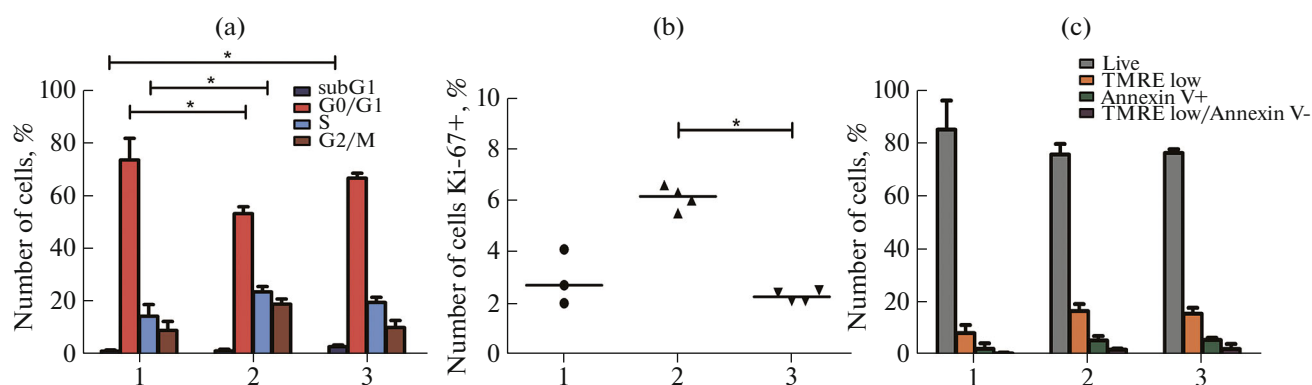 (a)
*
*
*
subG1
G0/G1
S
G2/M
Number of cells, %
100
80
60
40
20
0
1 2 3
(b)
*
Number of cells Ki-67+, %
10
8
6
4
2
0
1 2 3
(c)
Live
TMRE low
Annexin V+
TMRE low/Annexin V-
Number of cells, %
100
80
60
40
20
0
1 2 3